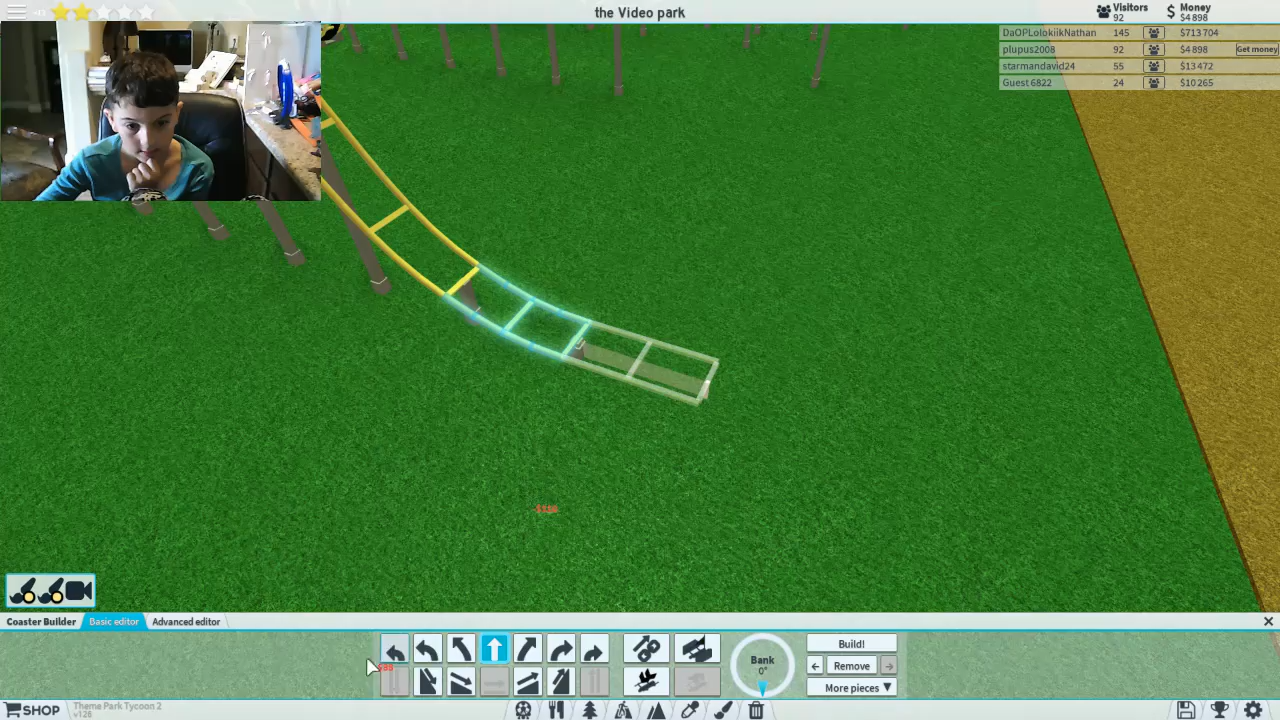 the Video park
Visitors
92
$ Money
$4 898
DaOPLolokiikNathan 145 $713 704
plupus2008 92 $4 898 Get money
starmandavid24 55 $13 472
Guest 6822 24 $10 265
Coaster Builder Basic editor Advanced editor
Bank
0°
Build!
Remove
More pieces
SHOP
Theme Park Tycoon 2
v126